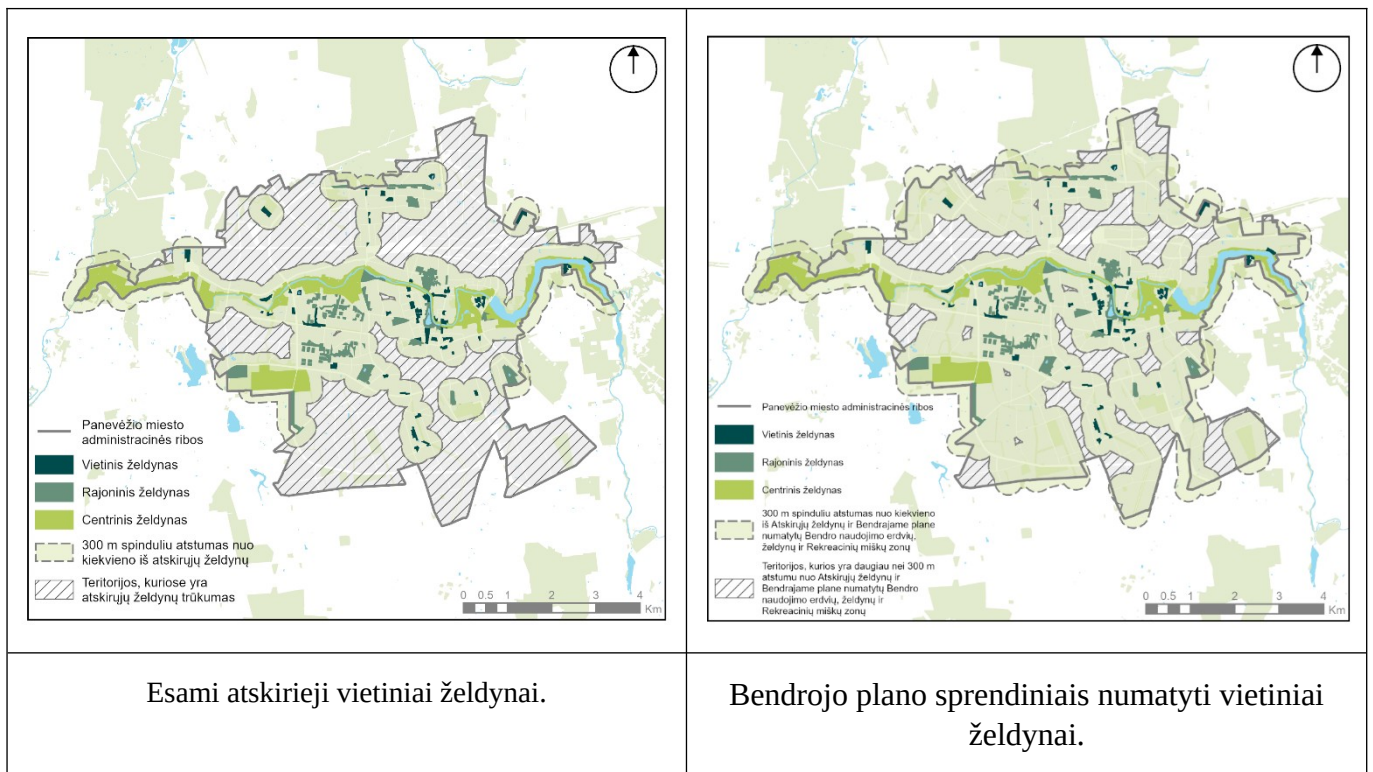 Panevėžio miesto
administracinės ribos
Vietinis želdynas
Rajoninis želdynas
Centrinis želdynas
300 m spinduliu atstumas nuo
kiekvieno iš atskirųjų želdynų
Teritorijos, kuriose yra
atskirųjų želdynų trūkumas
0 0.5 1 2 3 4
Km
Panevėžio miesto administracinės ribos
Vietinis želdynas
Rajoninis želdynas
Centrinis želdynas
300 m spinduliu atstumas nuo kiekvieno
iš Atskirųjų želdynų ir Bendrajame plane
numatytų Bendro naudojimo erdvių,
želdynų ir Rekreacinių miškų zonų
Teritorijos, kurios yra daugiau nei 300 m
atstumu nuo Atskirųjų želdynų ir
Bendrajame plane numatytų Bendro
naudojimo erdvių, želdynų ir
Rekreacinių miškų zonų
0 0.5 1 2 3 4
Km
Esami atskirieji vietiniai želdynai.
Bendrojo plano sprendiniais numatyti vietiniai
želdynai.